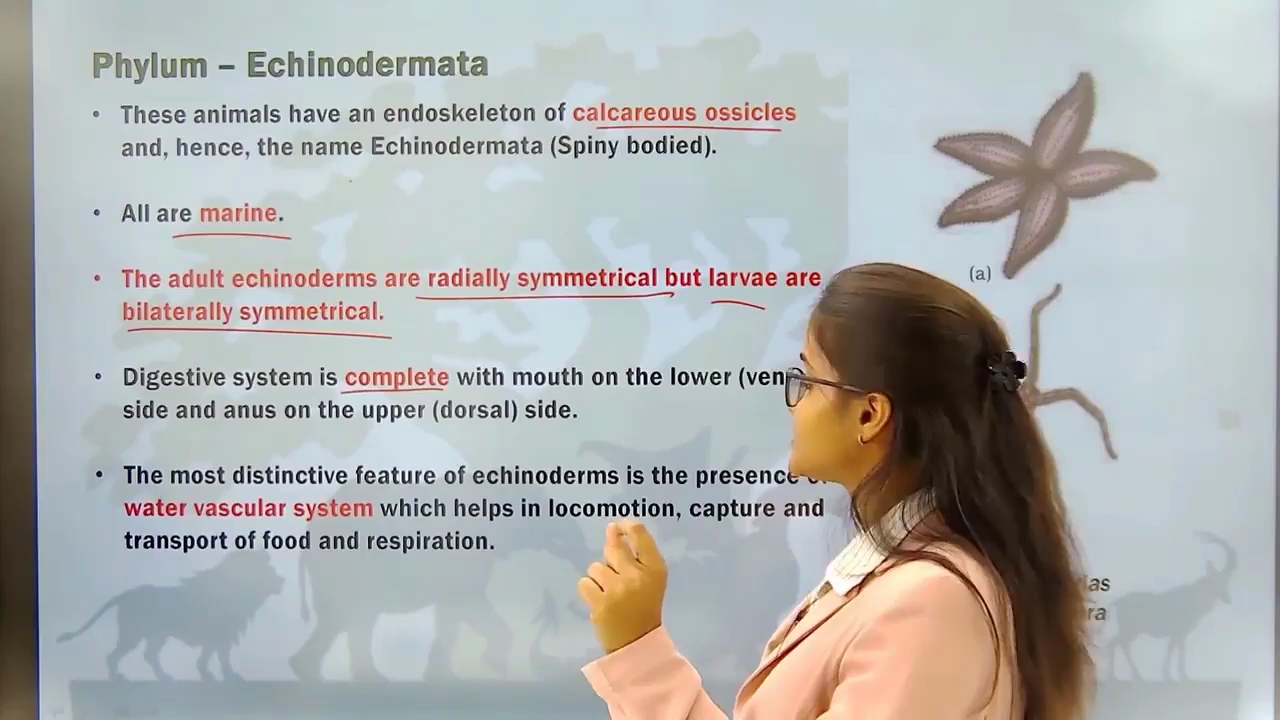 Phylum – Echinodermata
• These animals have an endoskeleton of calcareous ossicles
and, hence, the name Echinodermata (Spiny bodied).
• All are marine.
• The adult echinoderms are radially symmetrical but larvae are
bilaterally symmetrical.
• Digestive system is complete with mouth on the lower (ven
side and anus on the upper (dorsal) side.
• The most distinctive feature of echinoderms is the presence
water vascular system which helps in locomotion, capture and
transport of food and respiration.
(a)
ias
ra